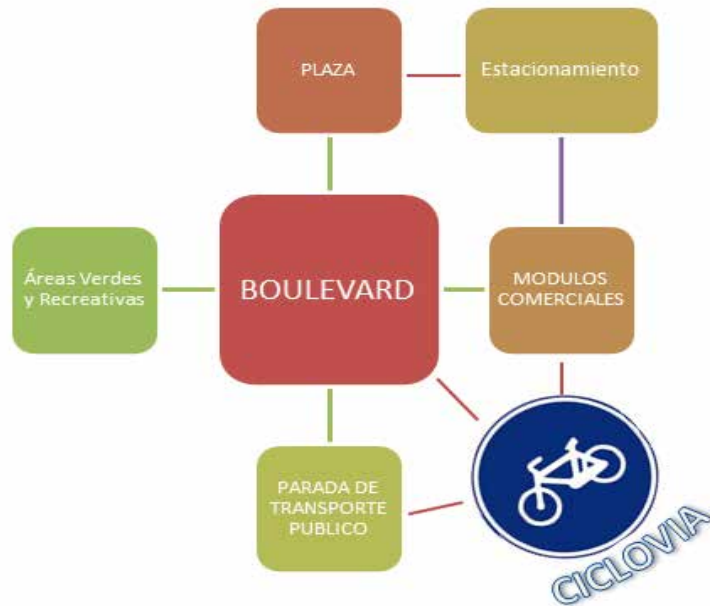 PLAZA
Estacionamiento
Áreas Verdes
y Recreativas
BOULEVARD
MODULOS
COMERCIALES
PARADA DE
TRANSPORTE
PUBLICO
CICLOVIA